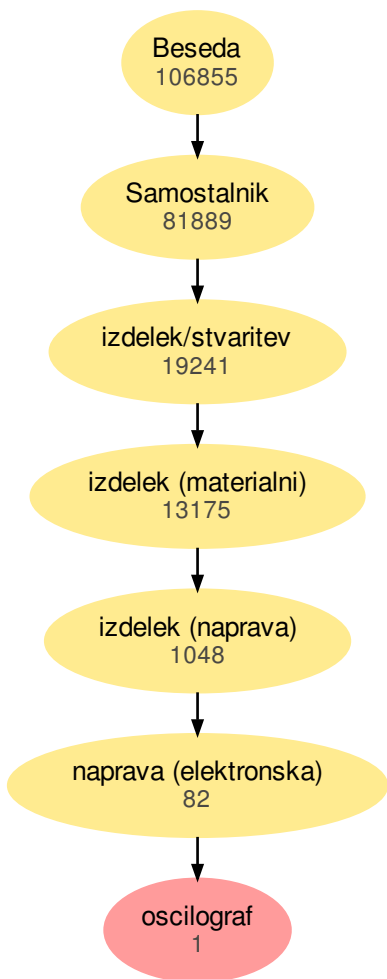 Beseda
106855
Samostalnik
81889
izdelek/stvaritev
19241
izdelek (materialni)
13175
izdelek (naprava)
1048
naprava (elektronska)
82
oscilograf
1